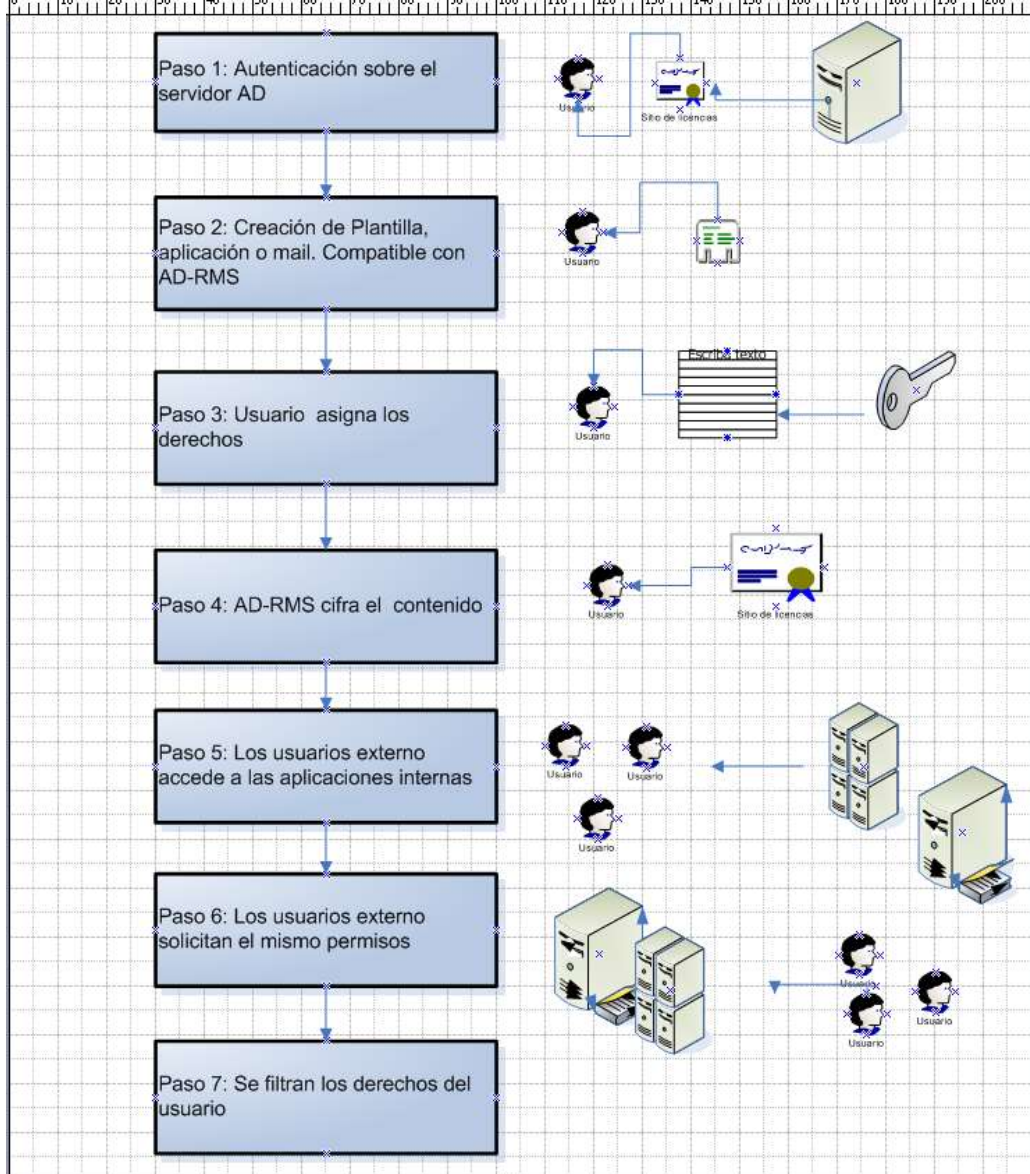 Paso 1: Autenticación sobre el
servidor AD
Usuario
Sitio de licencias
Paso 2: Creación de Plantilla,
aplicación o mail. Compatible con
AD-RMS
Usuario
Paso 3: Usuario asigna los
derechos
Usuario
Escriba texto
Paso 4: AD-RMS cifra el contenido
Usuario
Sitio de licencias
Paso 5: Los usuarios externo
accede a las aplicaciones internas
Usuario
Usuario
Usuario
Paso 6: Los usuarios externo
solicitan el mismo permisos
Usuario
Usuario
Usuario
Paso 7: Se filtran los derechos del
usuario